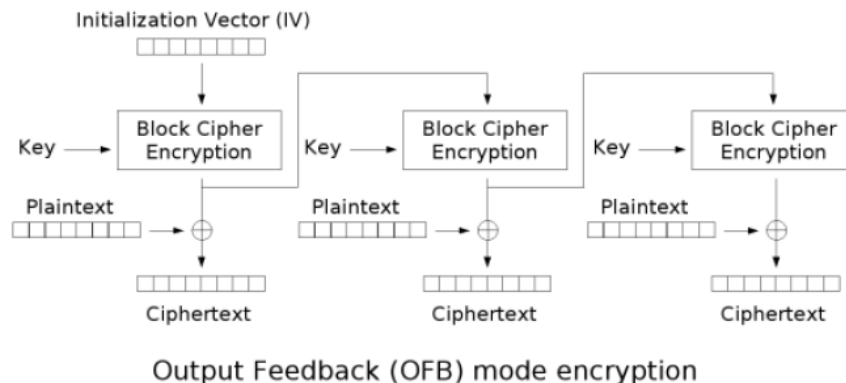 Initialization Vector (IV)
Key
Block Cipher
Encryption
Key
Block Cipher
Encryption
Key
Block Cipher
Encryption
Plaintext
Plaintext
Plaintext
Ciphertext
Ciphertext
Ciphertext
Output Feedback (OFB) mode encryption